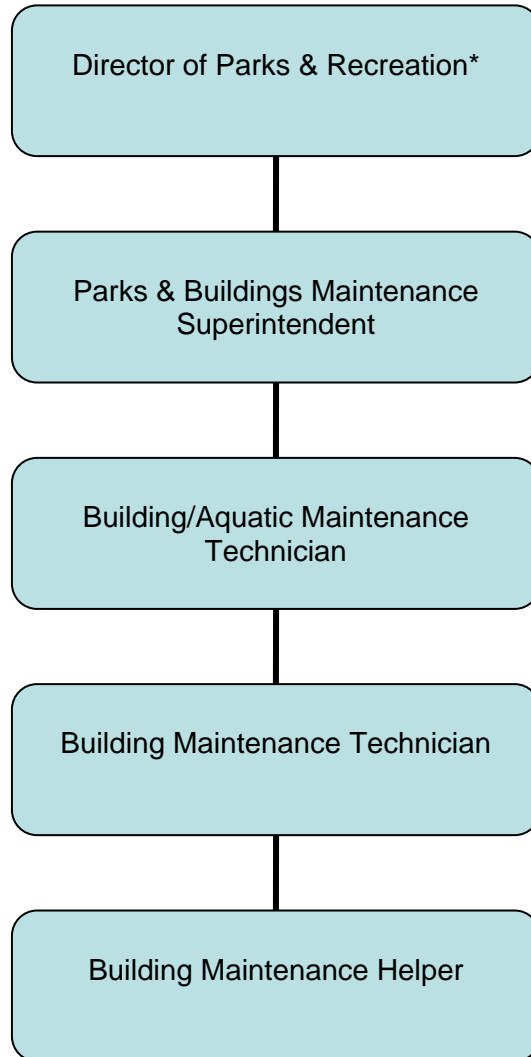 Director of Parks & Recreation*
Parks & Buildings Maintenance
Superintendent
Building/Aquatic Maintenance
Technician
Building Maintenance Technician
Building Maintenance Helper